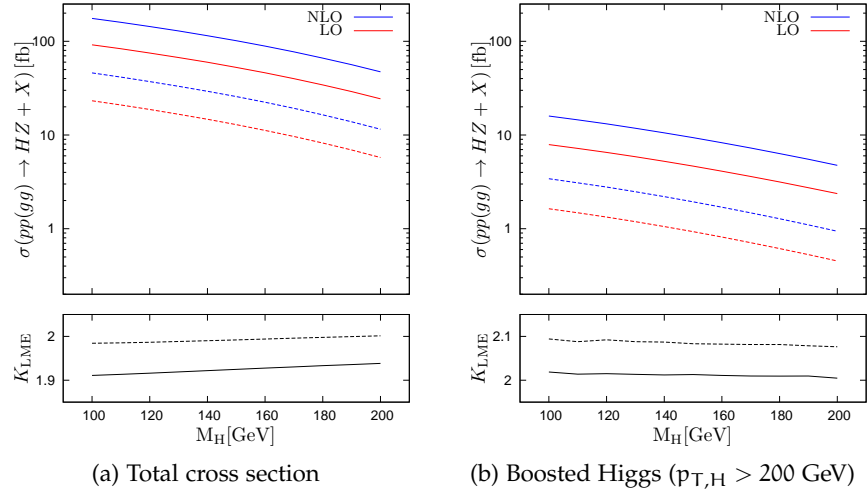 NLO
LO
σ(pp(gg) → HZ + X) [fb]
100
10
1
K_LME
2
1.9
100 120 140 160 180 200
M_H[GeV]
(a) Total cross section
NLO
LO
σ(pp(gg) → HZ + X) [fb]
100
10
1
K_LME
2.1
2
100 120 140 160 180 200
M_H[GeV]
(b) Boosted Higgs (p_T,H > 200 GeV)